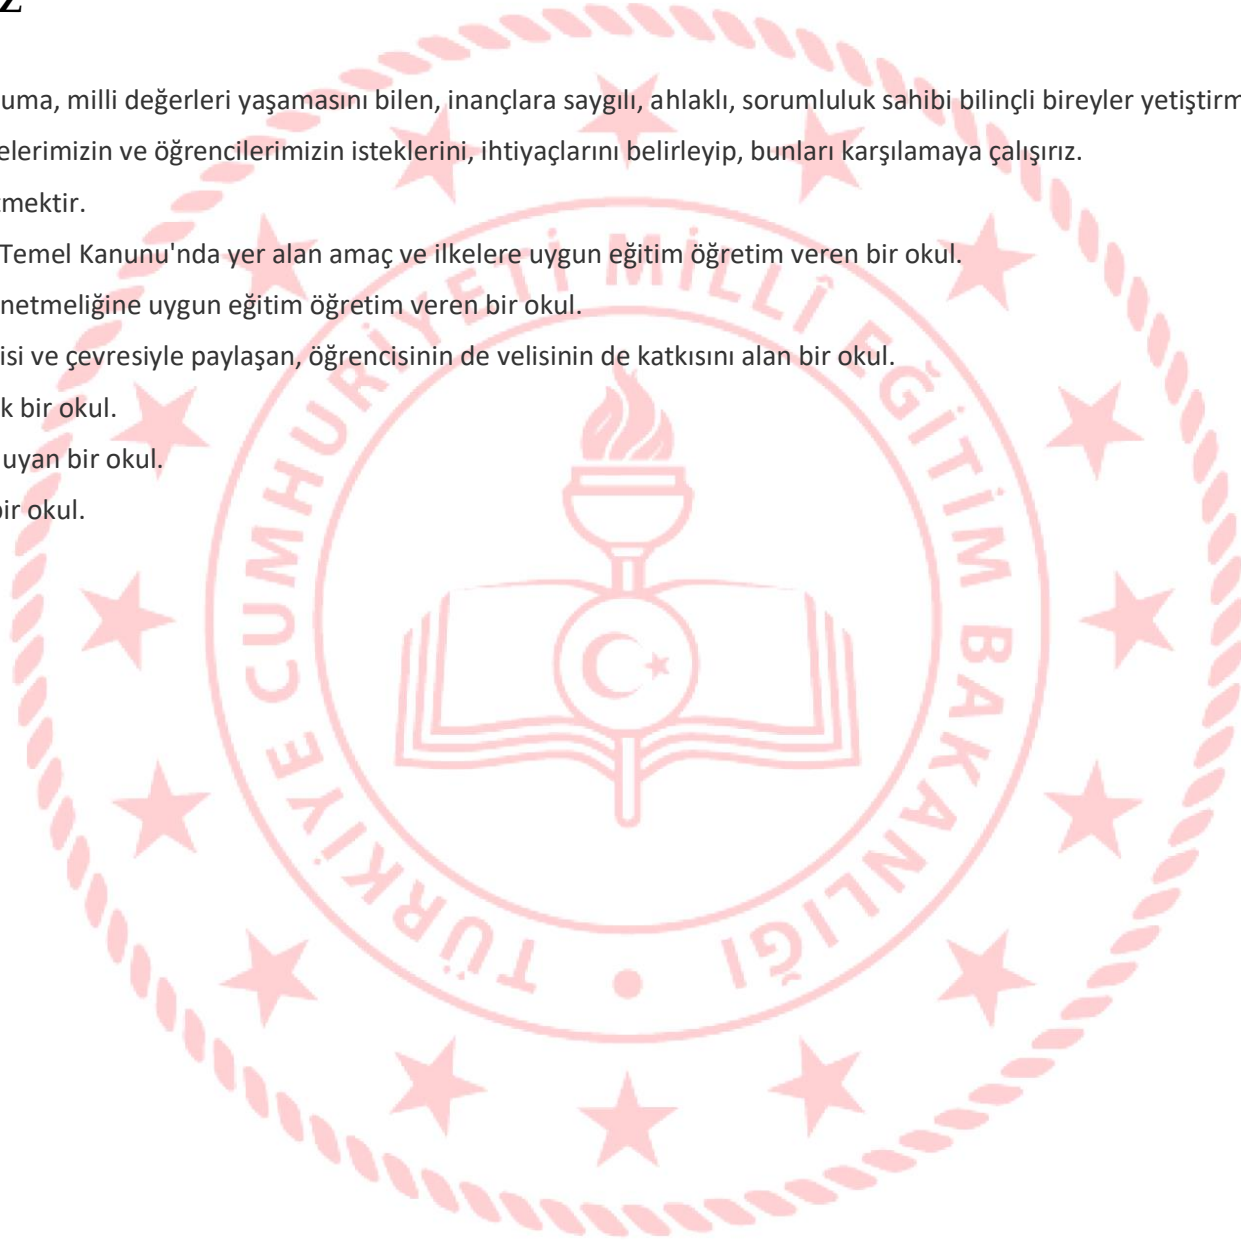 Z
uma, milli değerleri yaşamasını bilen, inançlara saygılı, ahlaklı, sorumluluk sahibi bilinçli bireyler yetiştirm
elerimizin ve öğrencilerimizin isteklerini, ihtiyaçlarını belirleyip, bunları karşılamaya çalışırız.
mektir.
Temel Kanunu'nda yer alan amaç ve ilkelere uygun eğitim öğretim veren bir okul.
netmeliğine uygun eğitim öğretim veren bir okul.
isi ve çevresiyle paylaşan, öğrencisinin de velisinin de katkısını alan bir okul.
k bir okul.
uyan bir okul.
bir okul.
TÜRKİYE CUMHURİYETİ MİLLÎ EĞİTİM BAKANLIĞI